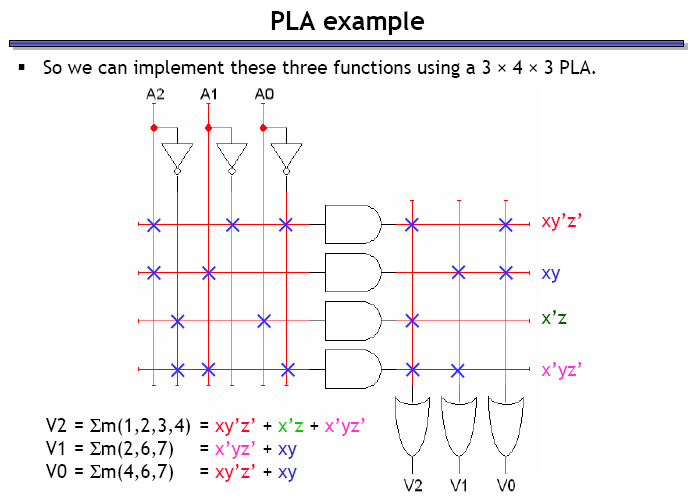 PLA example
▪ So we can implement these three functions using a 3 × 4 × 3 PLA.
A2 A1 A0
xy’z’
xy
x’z
x’yz’
V2 = Σm(1,2,3,4) = xy’z’ + x’z + x’yz’
V1 = Σm(2,6,7) = x’yz’ + xy
V0 = Σm(4,6,7) = xy’z’ + xy
V2 V1 V0